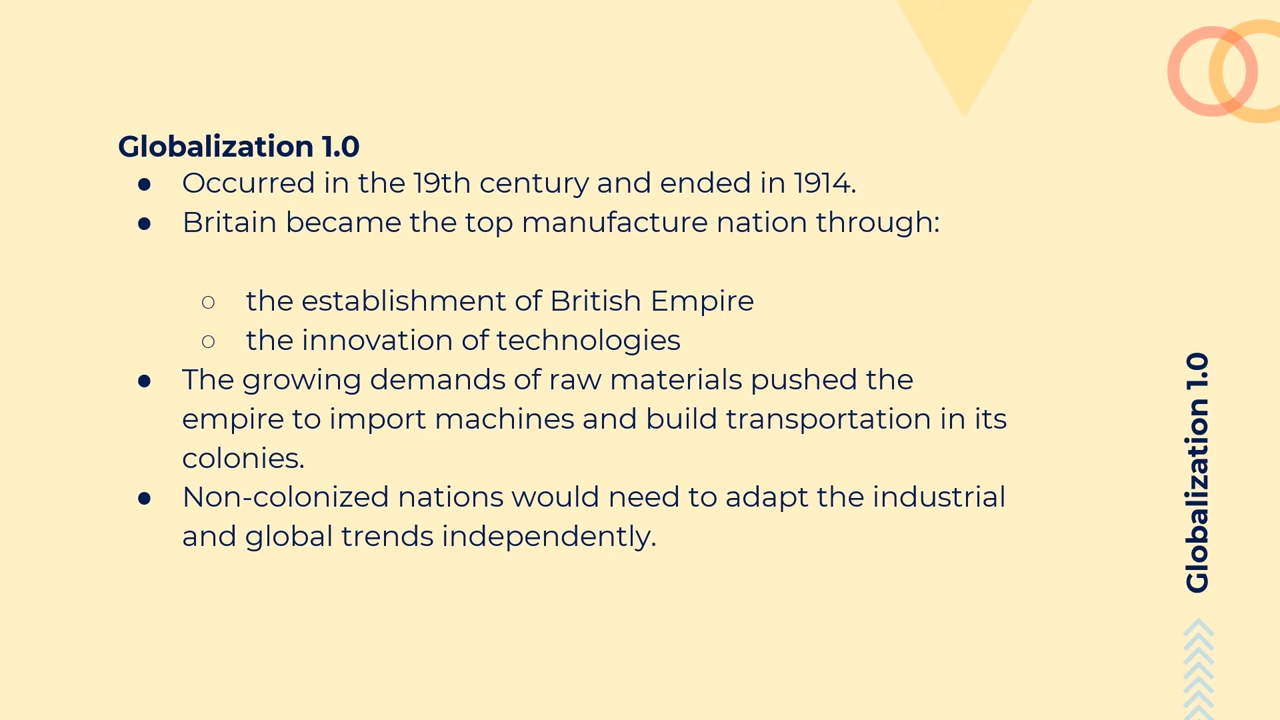 Globalization 1.0
● Occurred in the 19th century and ended in 1914.
● Britain became the top manufacture nation through:
○ the establishment of British Empire
○ the innovation of technologies
● The growing demands of raw materials pushed the
empire to import machines and build transportation in its
colonies.
● Non-colonized nations would need to adapt the industrial
and global trends independently.
Globalization 1.0